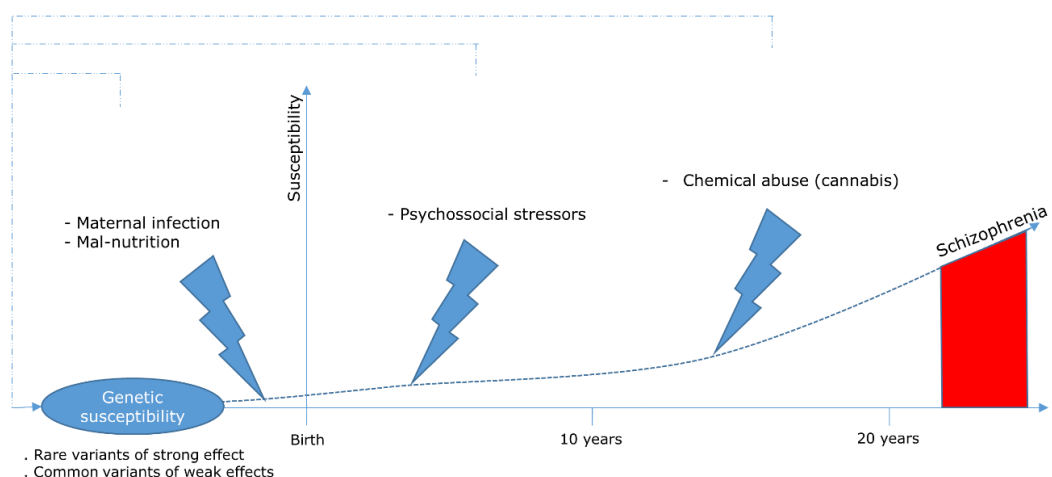 Susceptibility
- Maternal infection
- Mal-nutrition
- Psychossocial stressors
- Chemical abuse (cannabis)
Schizophrenia
Genetic
susceptibility
Birth
10 years
20 years
. Rare variants of strong effect
. Common variants of weak effects